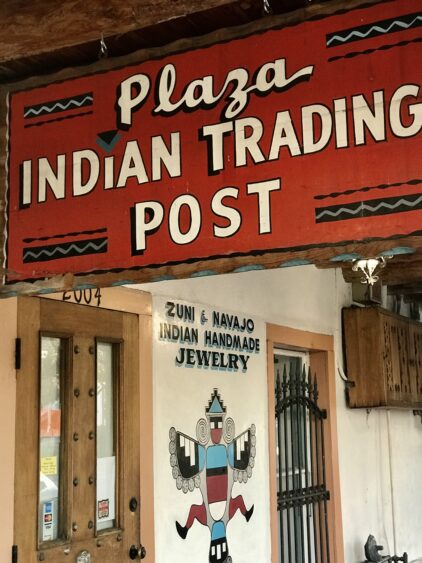 Plaza
INDiAN TRADING
POST
2004
ZUNI & NAVAJO
INDIAN HANDMADE
JEWELRY